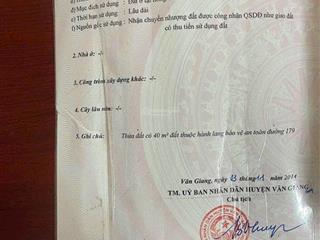 d) Mục đích sử dụng : Đất ở tại
e) Thời hạn sử dụng: Lâu dài
f) Nguồn gốc sử dụng: Nhận chuyển nhượng đất được công nhận QSDĐ như giao đất
có thu tiền sử dụng đất
2. Nhà ở: -/-
3. Công trình xây dựng khác: -/-
4. Cây lâu năm: -/-
5. Ghi chú: Thửa đất có 40 m² đất thuộc hành lang bảo vệ an toàn đường 179
Văn Giang, ngày 13 tháng 11 năm
TM. UỶ BAN NHÂN DÂN HUYỆN VĂN GIANG
Chủ tịch